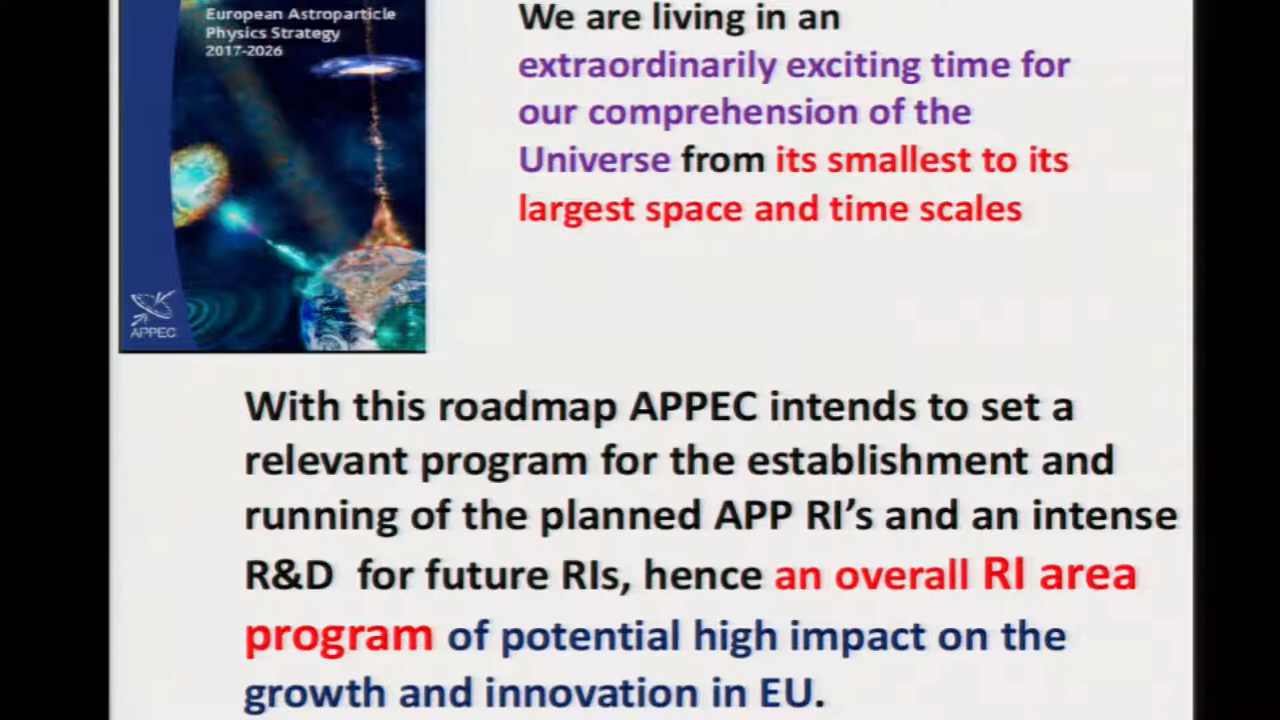 European Astroparticle
Physics Strategy
2017-2026
APPEC
We are living in an
extraordinarily exciting time for
our comprehension of the
Universe from its smallest to its
largest space and time scales
With this roadmap APPEC intends to set a
relevant program for the establishment and
running of the planned APP RI’s and an intense
R&D for future RIs, hence an overall RI area
program of potential high impact on the
growth and innovation in EU.